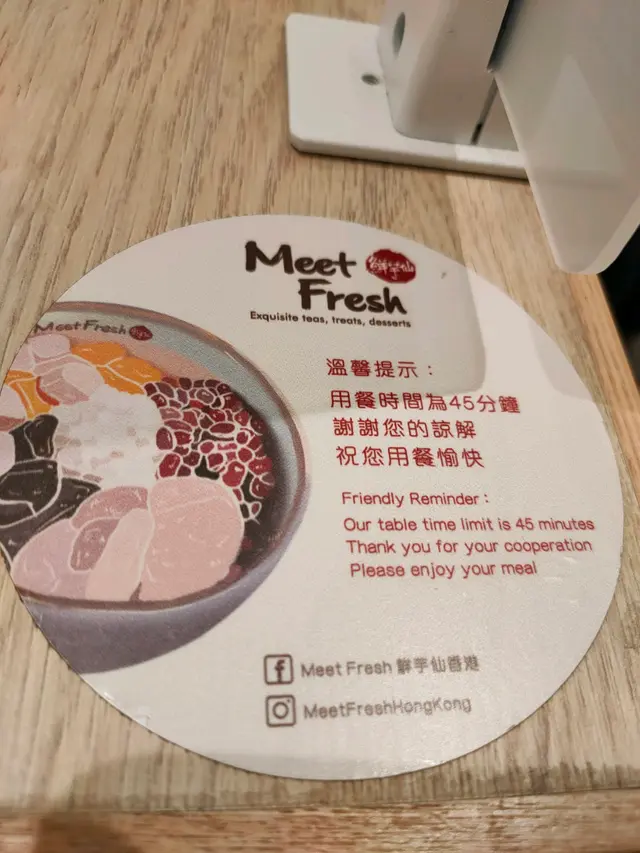 Meet 鮮芋仙
Fresh
Exquisite teas, treats, desserts
Meet Fresh
溫馨提示：
用餐時間為45分鐘
謝謝您的諒解
祝您用餐愉快
Friendly Reminder :
Our table time limit is 45 minutes
Thank you for your cooperation
Please enjoy your meal
Meet Fresh 鮮芋仙香港
MeetFreshHongKong